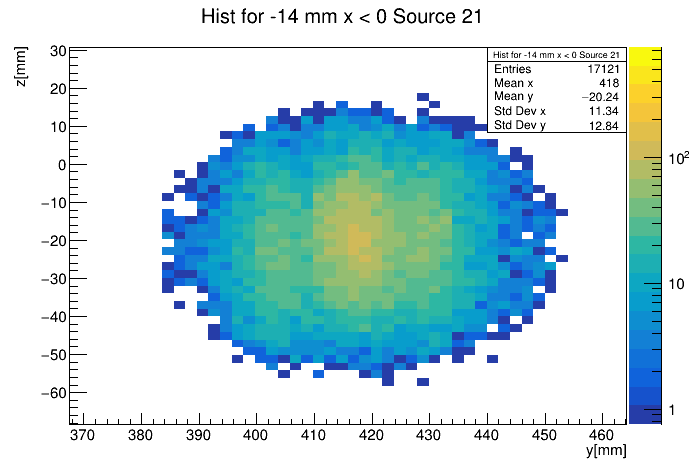 Hist for -14 mm x < 0 Source 21
z[mm]
30
20
10
0
−10
−20
−30
−40
−50
−60
Hist for -14 mm x < 0 Source 21
Entries 17121
Mean x 418
Mean y −20.24
Std Dev x 11.34
Std Dev y 12.84
10²
10
1
370 380 390 400 410 420 430 440 450 460
y[mm]